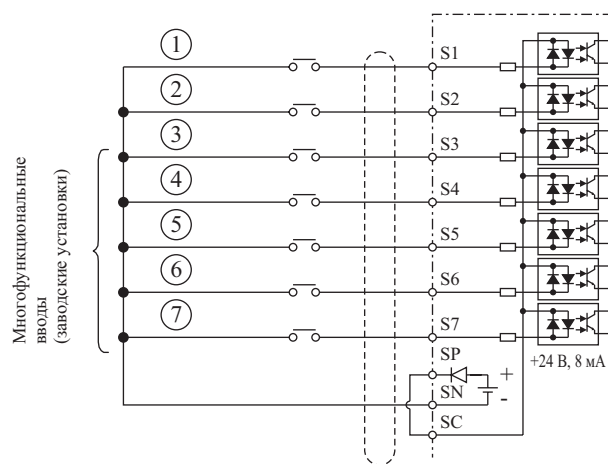 1
S1
2
S2
3
S3
4
S4
5
S5
6
S6
7
S7
Многофункциональные
вводы
(заводские установки)
SP
+24 В, 8 мА
+
SN
-
SC